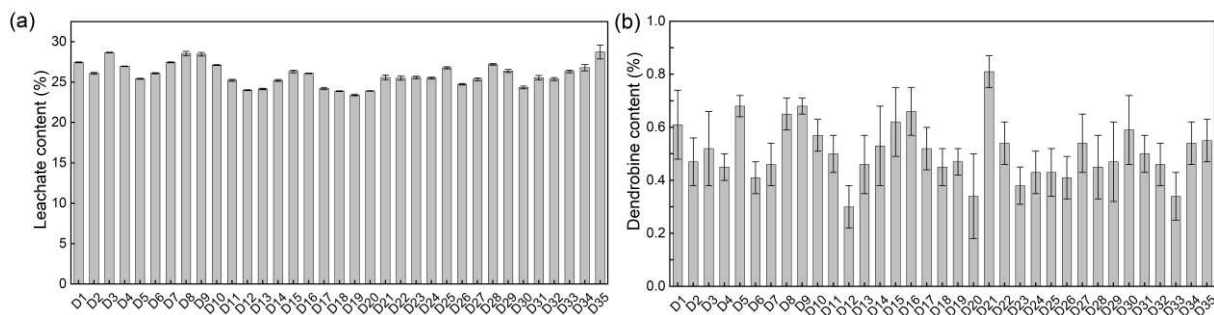 (a)
Leachate content (%)
30
25
20
15
10
5
0
D1 D2 D3 D4 D5 D6 D7 D8 D9 D10 D11 D12 D13 D14 D15 D16 D17 D18 D19 D20 D21 D22 D23 D24 D25 D26 D27 D28 D29 D30 D31 D32 D33 D34 D35
(b)
Dendrobine content (%)
1.0
0.8
0.6
0.4
0.2
0.0
D1 D2 D3 D4 D5 D6 D7 D8 D9 D10 D11 D12 D13 D14 D15 D16 D17 D18 D19 D20 D21 D22 D23 D24 D25 D26 D27 D28 D29 D30 D31 D32 D33 D34 D35